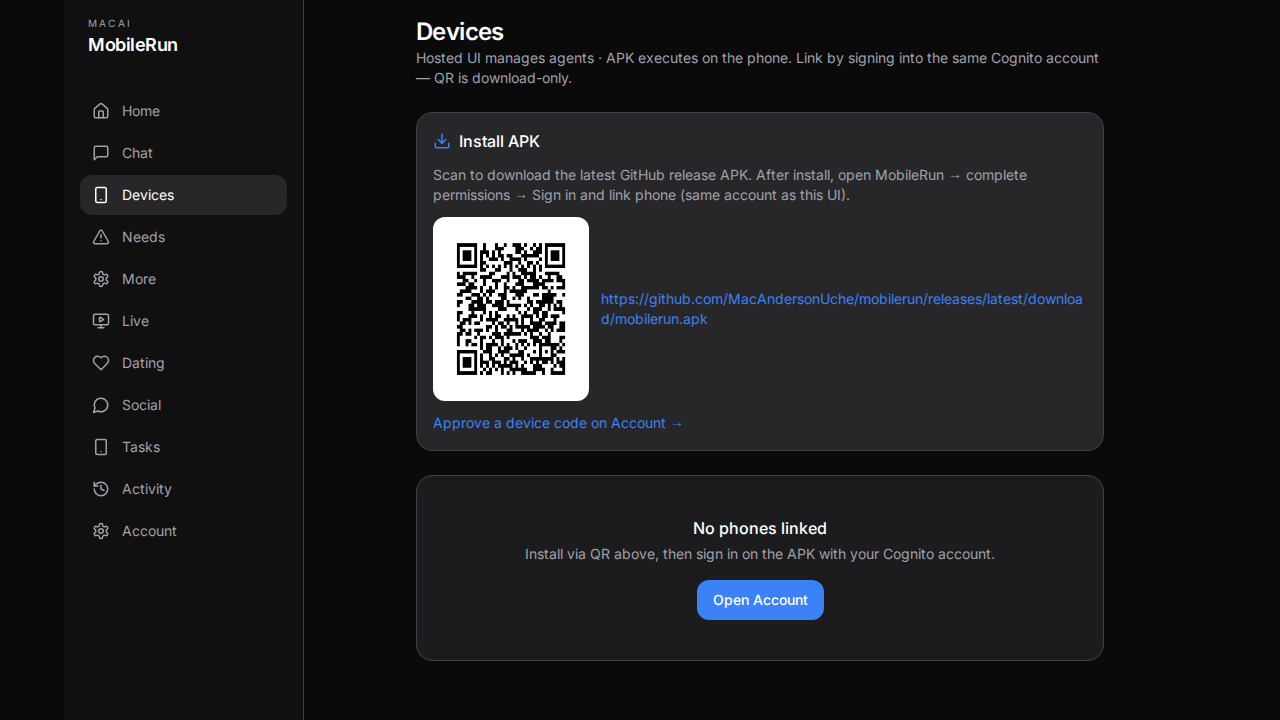 MACAI
MobileRun
Home
Chat
Devices
Needs
More
Live
Dating
Social
Tasks
Activity
Account
Devices
Hosted UI manages agents · APK executes on the phone. Link by signing into the same Cognito account
— QR is download-only.
Install APK
Scan to download the latest GitHub release APK. After install, open MobileRun → complete
permissions → Sign in and link phone (same account as this UI).
https://github.com/MacAndersonUche/mobilerun/releases/latest/downloa
d/mobilerun.apk
Approve a device code on Account →
No phones linked
Install via QR above, then sign in on the APK with your Cognito account.
Open Account